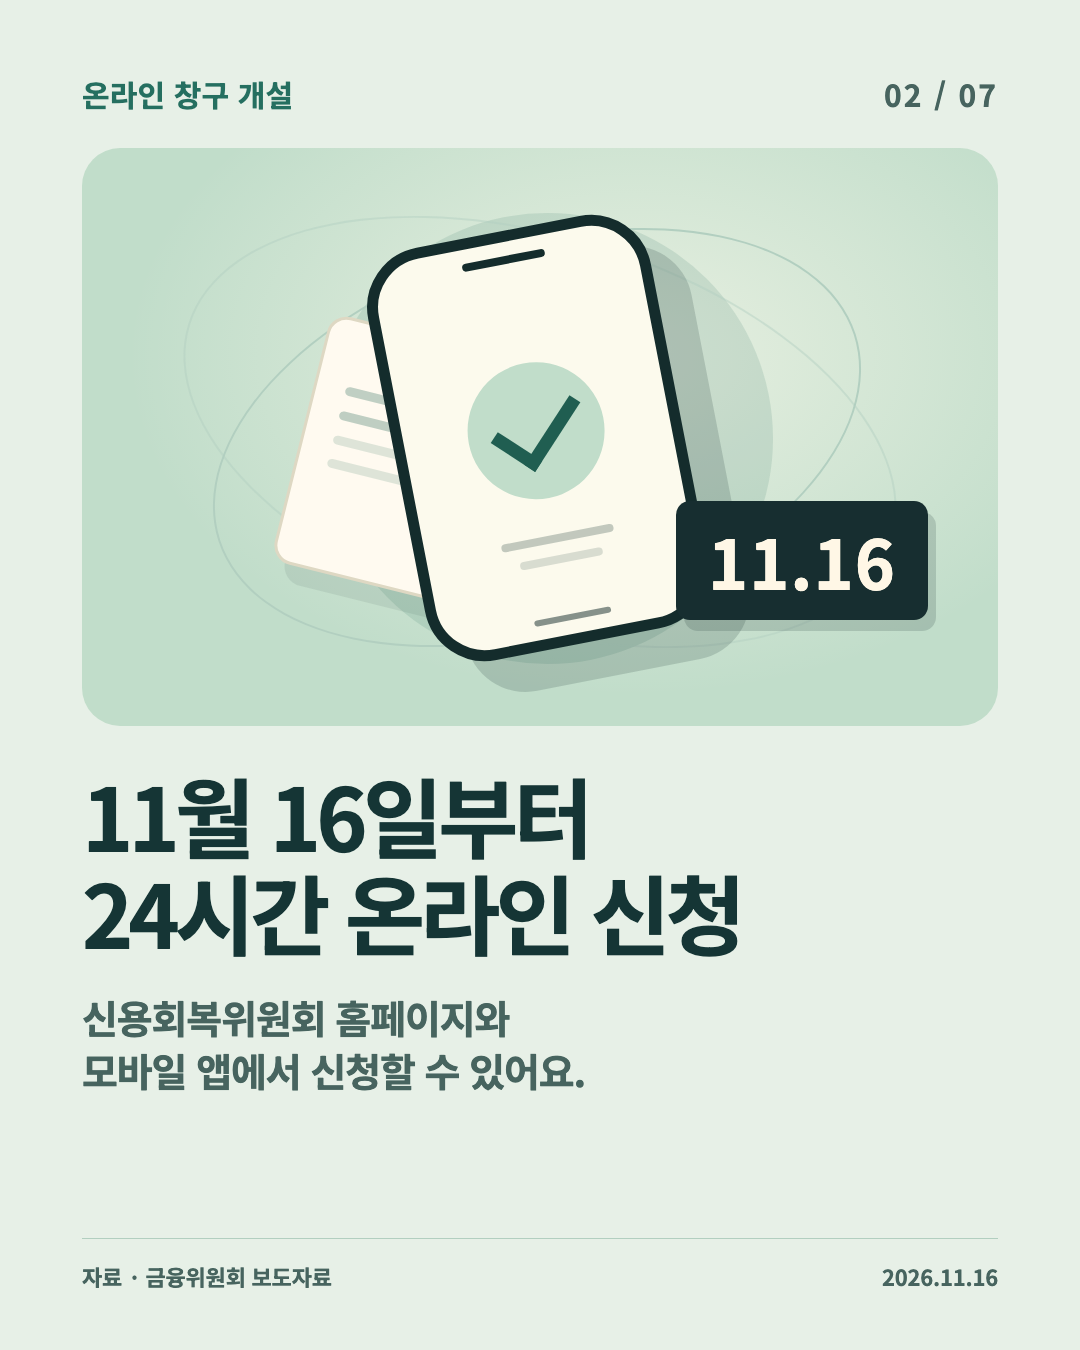 온라인 창구 개설
02 / 07
11.16
11월 16일부터
24시간 온라인 신청
신용회복위원회 홈페이지와
모바일 앱에서 신청할 수 있어요.
자료 · 금융위원회 보도자료
2026.11.16